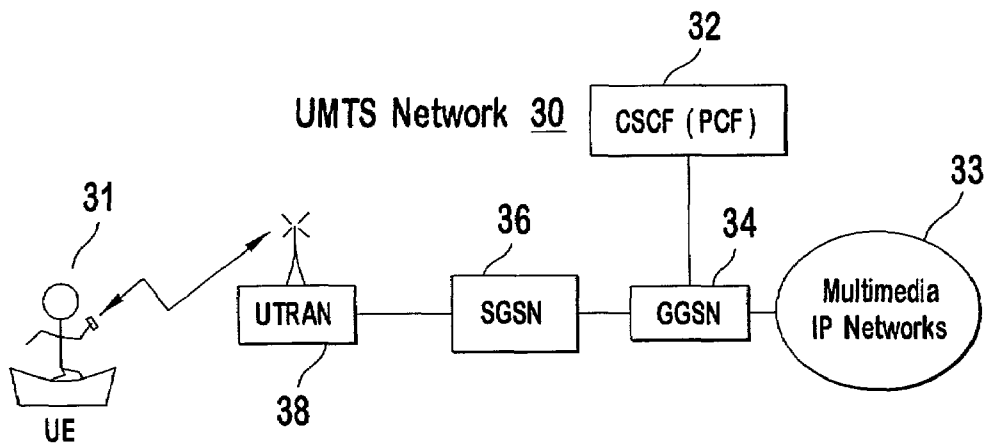 32
UMTS Network 30
CSCF (PCF)
33
31
36
34
UTRAN
SGSN
GGSN
Multimedia
IP Networks
38
UE